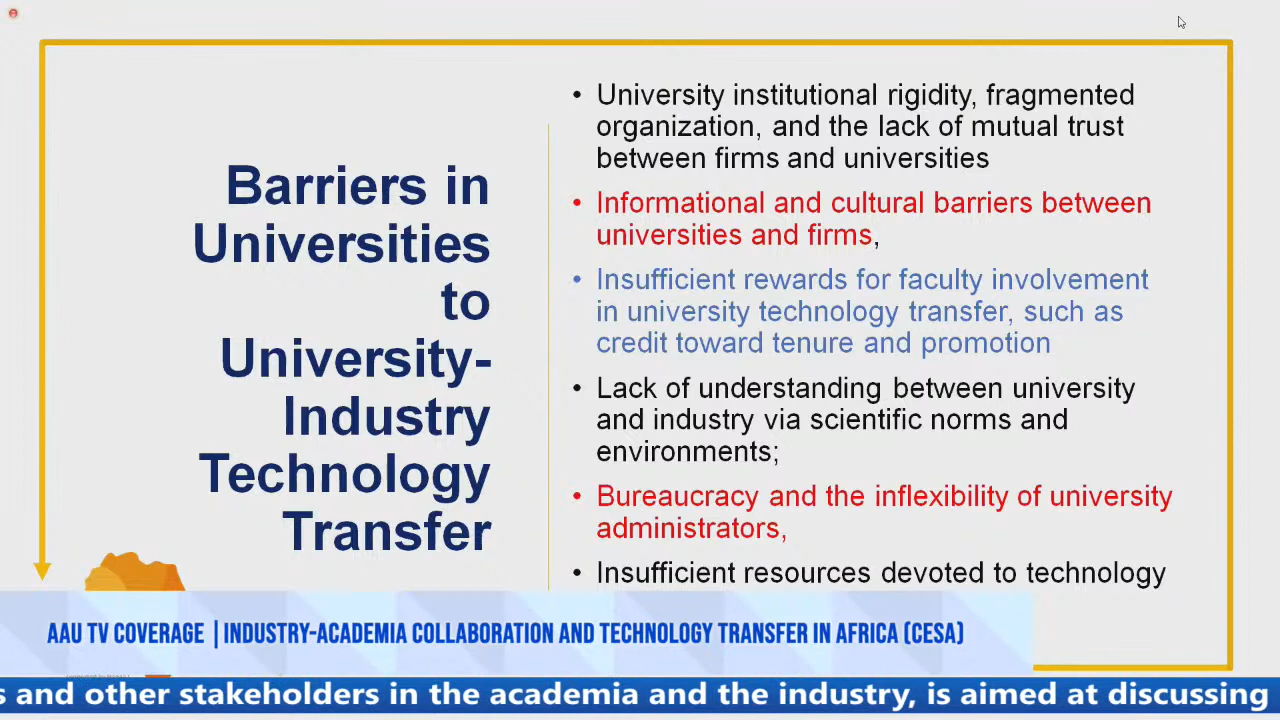 Barriers in
Universities
to
University-
Industry
Technology
Transfer
• University institutional rigidity, fragmented
organization, and the lack of mutual trust
between firms and universities
• Informational and cultural barriers between
universities and firms,
• Insufficient rewards for faculty involvement
in university technology transfer, such as
credit toward tenure and promotion
• Lack of understanding between university
and industry via scientific norms and
environments;
• Bureaucracy and the inflexibility of university
administrators,
• Insufficient resources devoted to technology
AAU TV COVERAGE | INDUSTRY-ACADEMIA COLLABORATION AND TECHNOLOGY TRANSFER IN AFRICA (CESA)
s and other stakeholders in the academia and the industry, is aimed at discussing